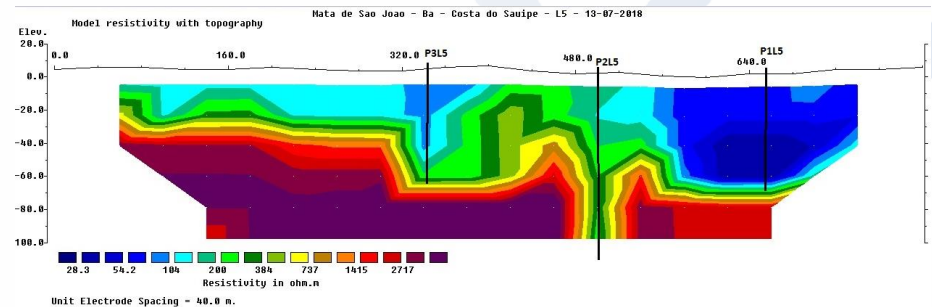 Mata de Sao Joao - Ba - Costa do Sauipe - L5 - 13-07-2018
Model resistivity with topography
Elev.
20.0
0.0 160.0 320.0 P3L5 480.0 P2L5 640.0 P1L5
0.0
-20.0
-40.0
-60.0
-80.0
100.0
28.3 54.2 104 200 384 737 1415 2717
Resistivity in ohm.m
Unit Electrode Spacing = 40.0 m.